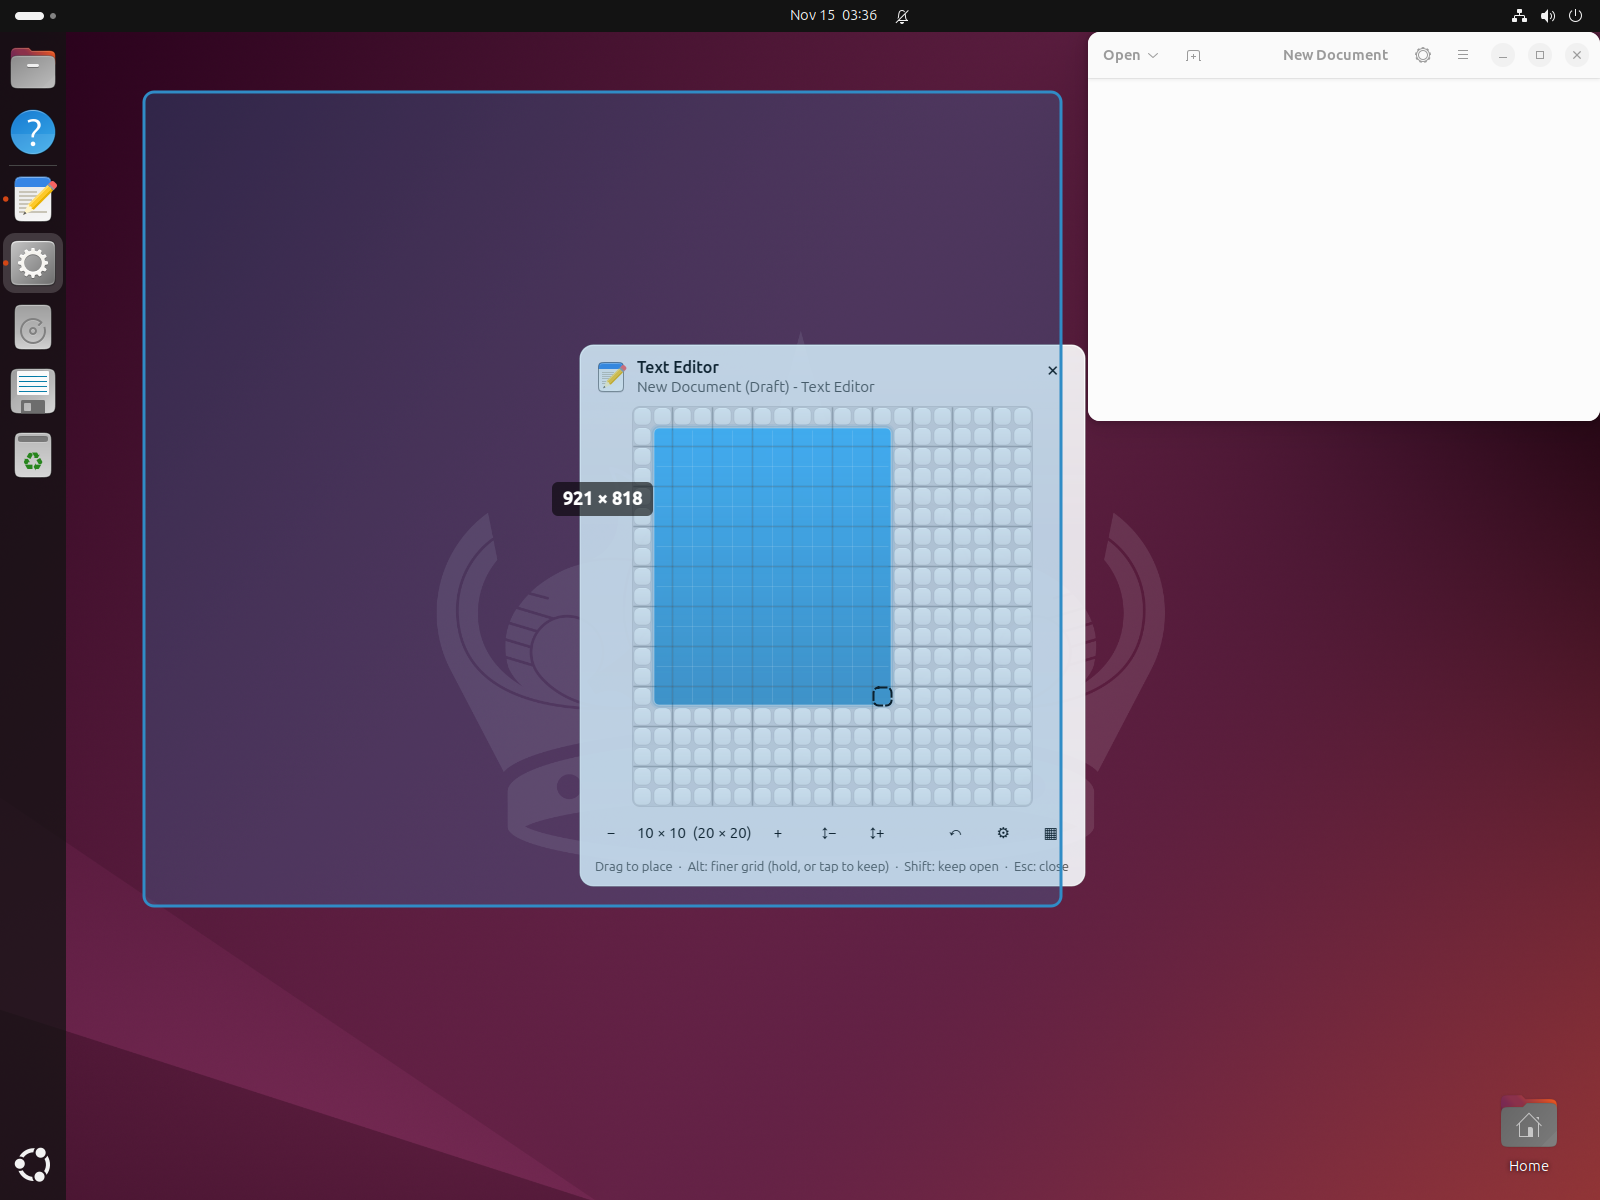 Nov 15 03:36
Open
New Document
Text Editor
New Document (Draft) - Text Editor
921 × 818
− 10 × 10 (20 × 20) +
Drag to place · Alt: finer grid (hold, or tap to keep) · Shift: keep open · Esc: close
Home